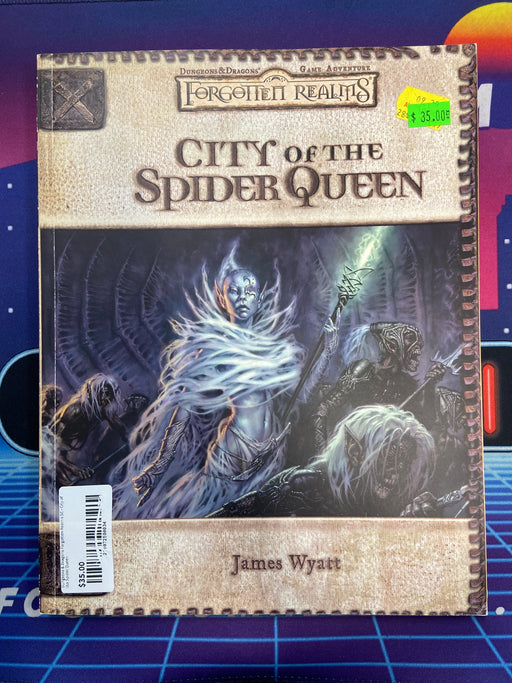 DUNGEONS & DRAGONS® GAME ADVENTURE
FORGOTTEN REALMS®
$ 35.00
CITY OF THE
SPIDER QUEEN
James Wyatt
$35.00